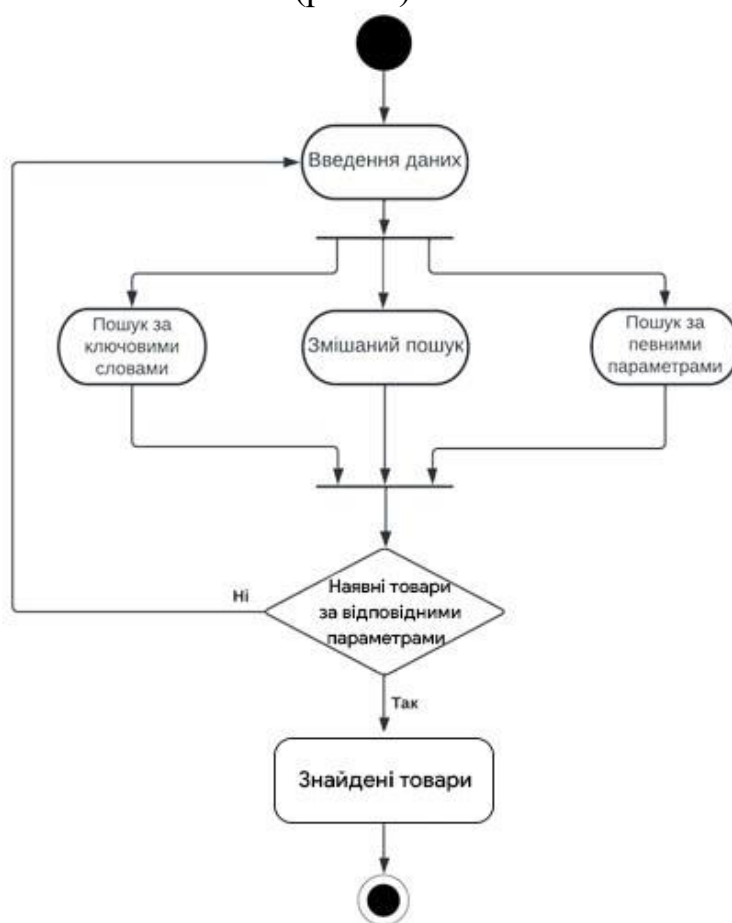 Введення даних
Пошук за
ключовими
словами
Змішаний пошук
Пошук за
певними
параметрами
Ні
Наявні товари
за відповідними
параметрами
Так
Знайдені товари